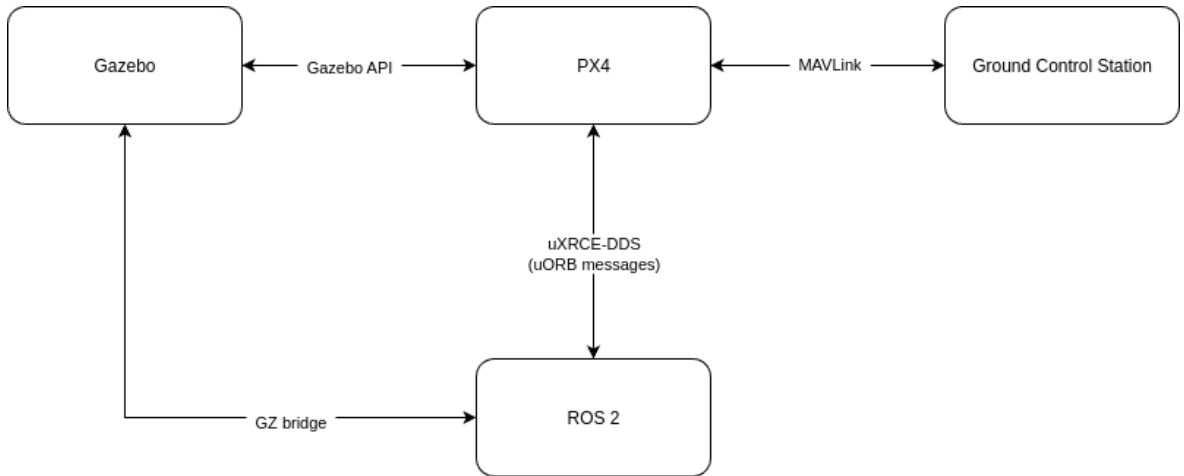 Gazebo
Gazebo API
PX4
MAVLink
Ground Control Station
uXRCE-DDS
(uORB messages)
GZ bridge
ROS 2